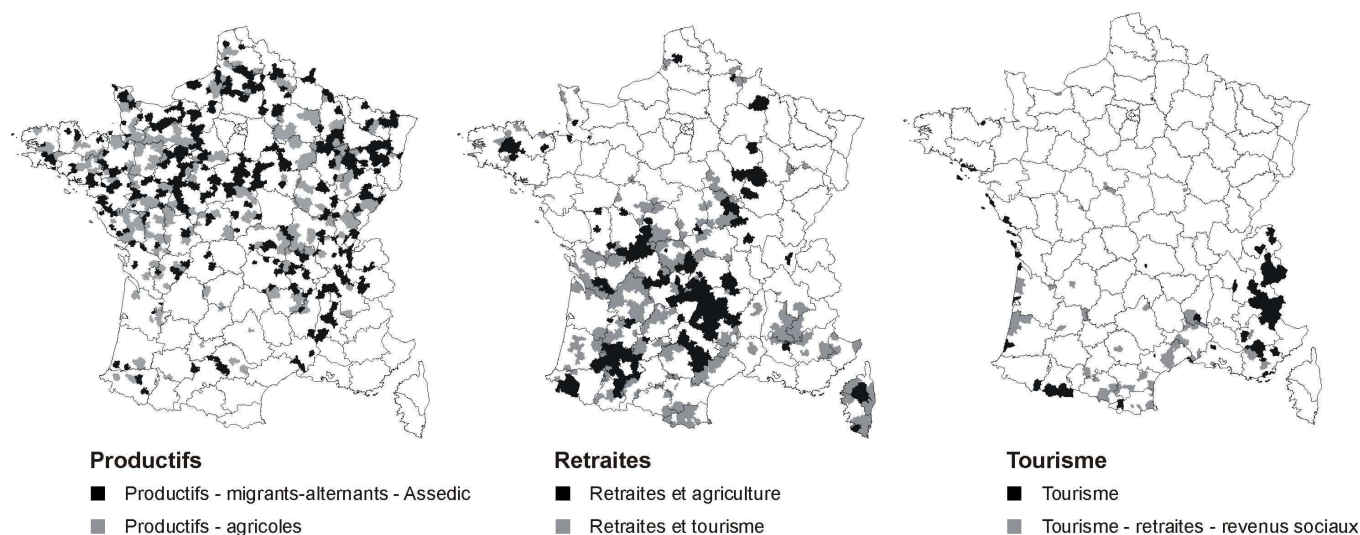 Productifs
Productifs - migrants-alternants - Assedic
Productifs - agricoles
Retraites
Retraites et agriculture
Retraites et tourisme
Tourisme
Tourisme
Tourisme - retraites - revenus sociaux